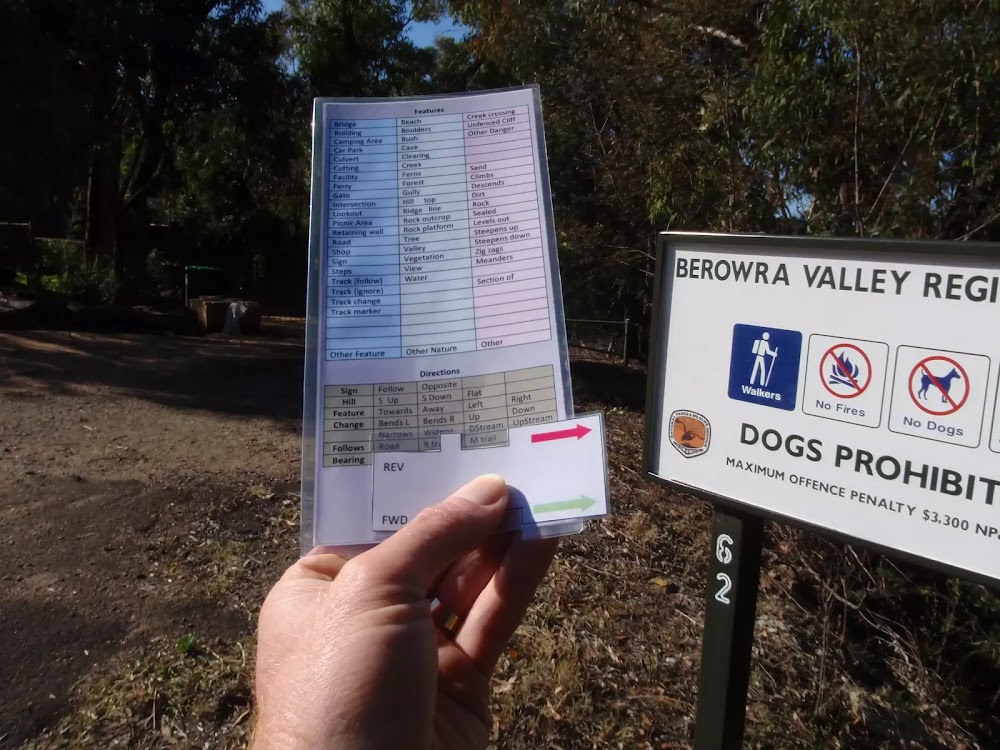 Features
Bridge Beach Creek crossing
Building Boulders Unfenced Cliff
Camping Area Bush Other Danger
Car Park Cave
Culvert Clearing
Cutting Creek Sand
Facility Ferns Climbs
Ferry Forest Descends
Gate Gully Dirt
Intersection Hill top Rock
Lookout Ridge line Sealed
Picnic Area Rock outcrop Levels out
Retaining wall Rock platform Steepens up
Road Tree Steepens down
Shop Valley Zig zags
Sign Vegetation Meanders
Steps View
Track (follow) Water Section of
Track (ignore)
Track change
Track marker
Other Feature Other Nature Other
Directions
Sign Follow Opposite Flat
Hill S Up S Down Left Right
Feature Towards Away Up Down
Change Bends L Bends R DStream UpStream
Narrows Widens M trail
Follows Road
Bearing
REV
FWD
BEROWRA VALLEY REGI
Walkers
No Fires
No Dogs
DOGS PROHIBIT
MAXIMUM OFFENCE PENALTY $3,300 NP
62